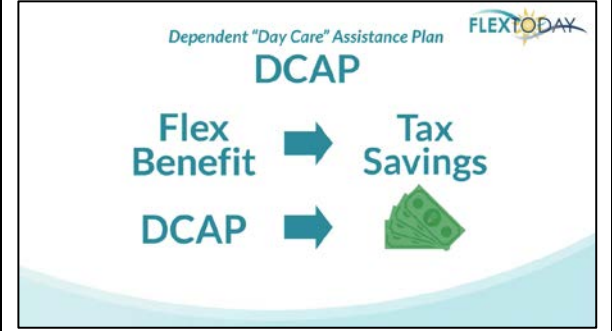 FLEXTODAY
Dependent "Day Care" Assistance Plan
DCAP
Flex Benefit
Tax Savings
DCAP